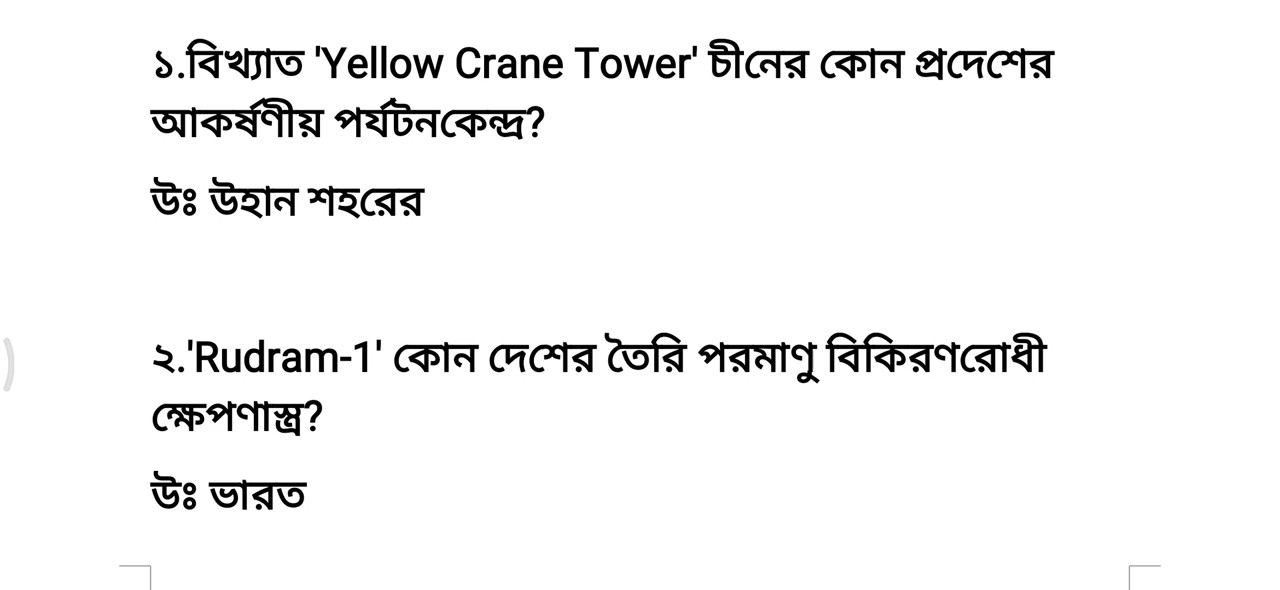 ১.বিখ্যাত 'Yellow Crane Tower' চীনের কোন প্রদেশের
আকর্ষণীয় পর্যটনকেন্দ্র?
উঃ উহান শহরের
২.'Rudram-1' কোন দেশের তৈরি পরমাণু বিকিরণরোধী
ক্ষেপণাস্ত্র?
উঃ ভারত